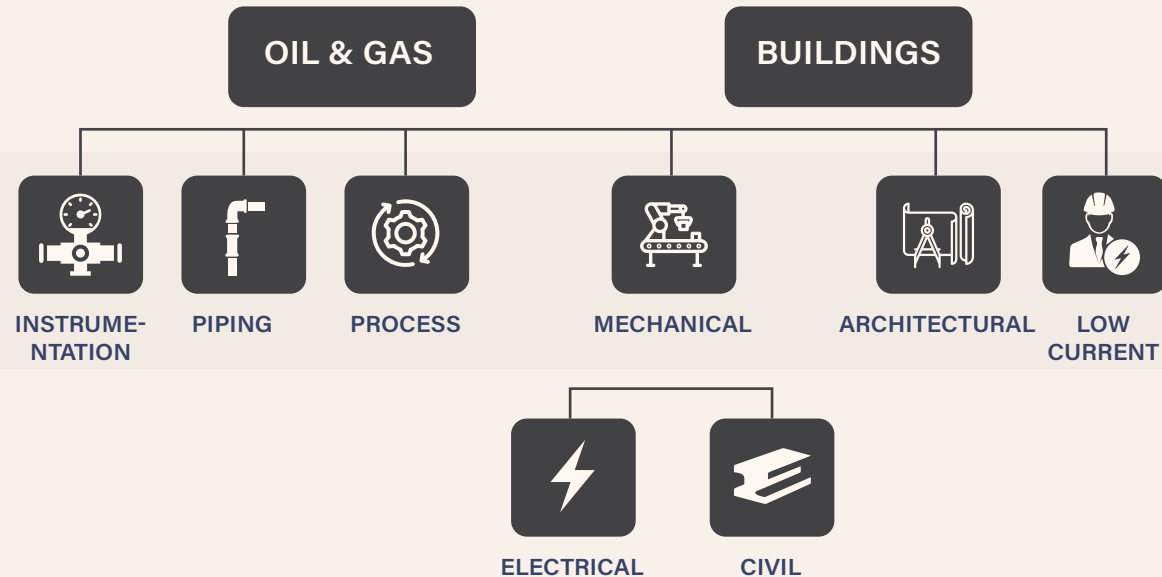 OIL & GAS
BUILDINGS
INSTRUME-
NTATION
PIPING
PROCESS
MECHANICAL
ARCHITECTURAL
LOW
CURRENT
ELECTRICAL
CIVIL